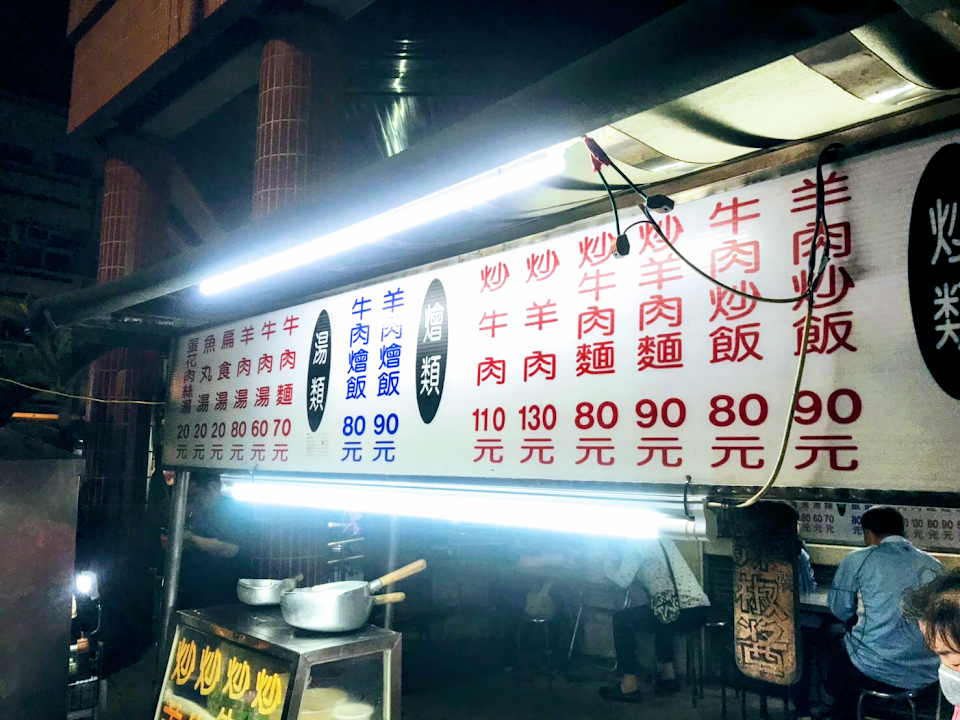 炒類
羊肉炒飯 90元
牛肉炒飯 80元
炒羊肉麵 90元
炒牛肉麵 80元
炒羊肉 130元
炒牛肉 110元
燴類
羊肉燴飯 90元
牛肉燴飯 80元
湯類
牛肉麵 70元
牛肉湯 60元
羊肉湯 80元
扁食湯 20元
魚丸湯 20元
蛋花肉絲湯 20元
辣椒醬
炒炒炒炒